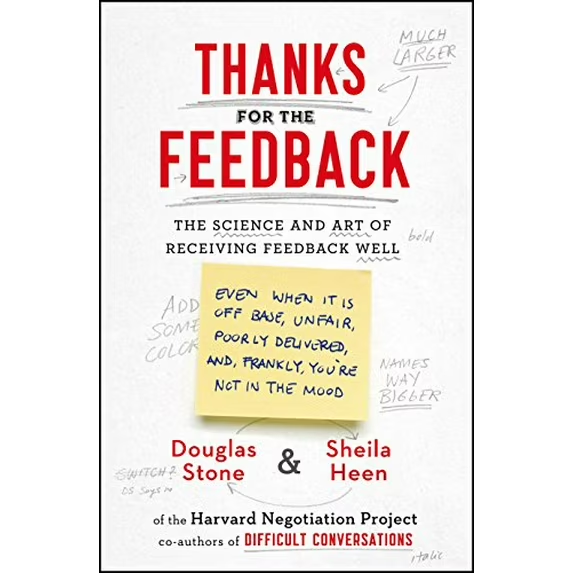 MUCH
LARGER
THANKS
FOR THE
FEEDBACK
THE SCIENCE AND ART OF
RECEIVING FEEDBACK WELL
bold
ADD
SOME
COLOR
EVEN WHEN IT IS
OFF BASE, UNFAIR,
POORLY DELIVERED,
AND, FRANKLY, YOU'RE
NOT IN THE MOOD
NAMES
WAY
BIGGER
Douglas
Stone
&
Sheila
Heen
SWITCH?
DS says no
of the Harvard Negotiation Project
co-authors of DIFFICULT CONVERSATIONS
italic